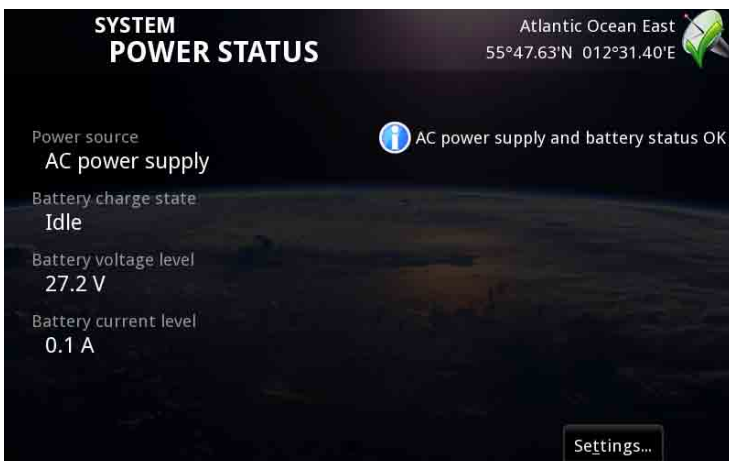 SYSTEM
POWER STATUS
Atlantic Ocean East
55°47.63'N 012°31.40'E
Power source
AC power supply
AC power supply and battery status OK
Battery charge state
Idle
Battery voltage level
27.2 V
Battery current level
0.1 A
Settings...